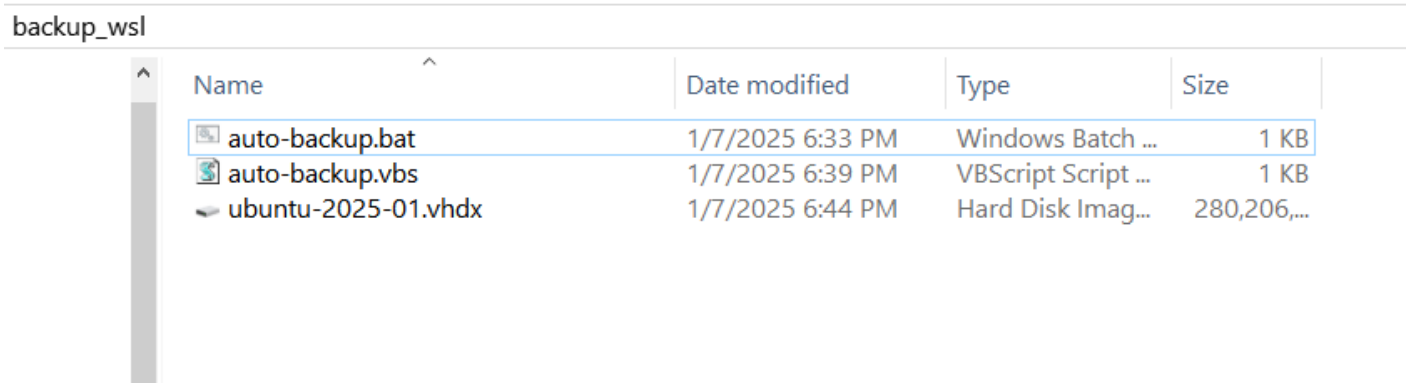 backup_wsl
Name Date modified Type Size
auto-backup.bat 1/7/2025 6:33 PM Windows Batch ... 1 KB
auto-backup.vbs 1/7/2025 6:39 PM VBScript Script ... 1 KB
ubuntu-2025-01.vhdx 1/7/2025 6:44 PM Hard Disk Imag... 280,206,...